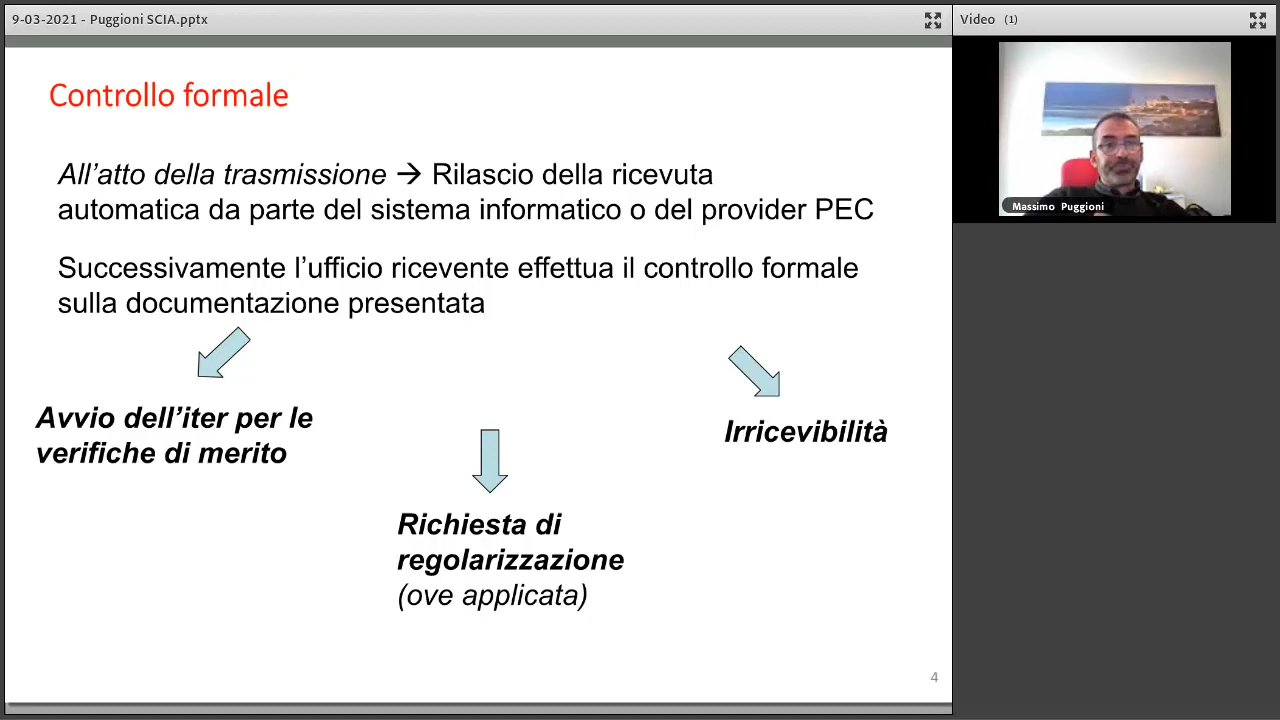 9-03-2021 - Puggioni SCIA.pptx
Video (1)
Controllo formale
All’atto della trasmissione → Rilascio della ricevuta
automatica da parte del sistema informatico o del provider PEC
Successivamente l’ufficio ricevente effettua il controllo formale
sulla documentazione presentata
Avvio dell’iter per le
verifiche di merito
Irricevibilità
Richiesta di
regolarizzazione
(ove applicata)
4
Massimo Puggioni